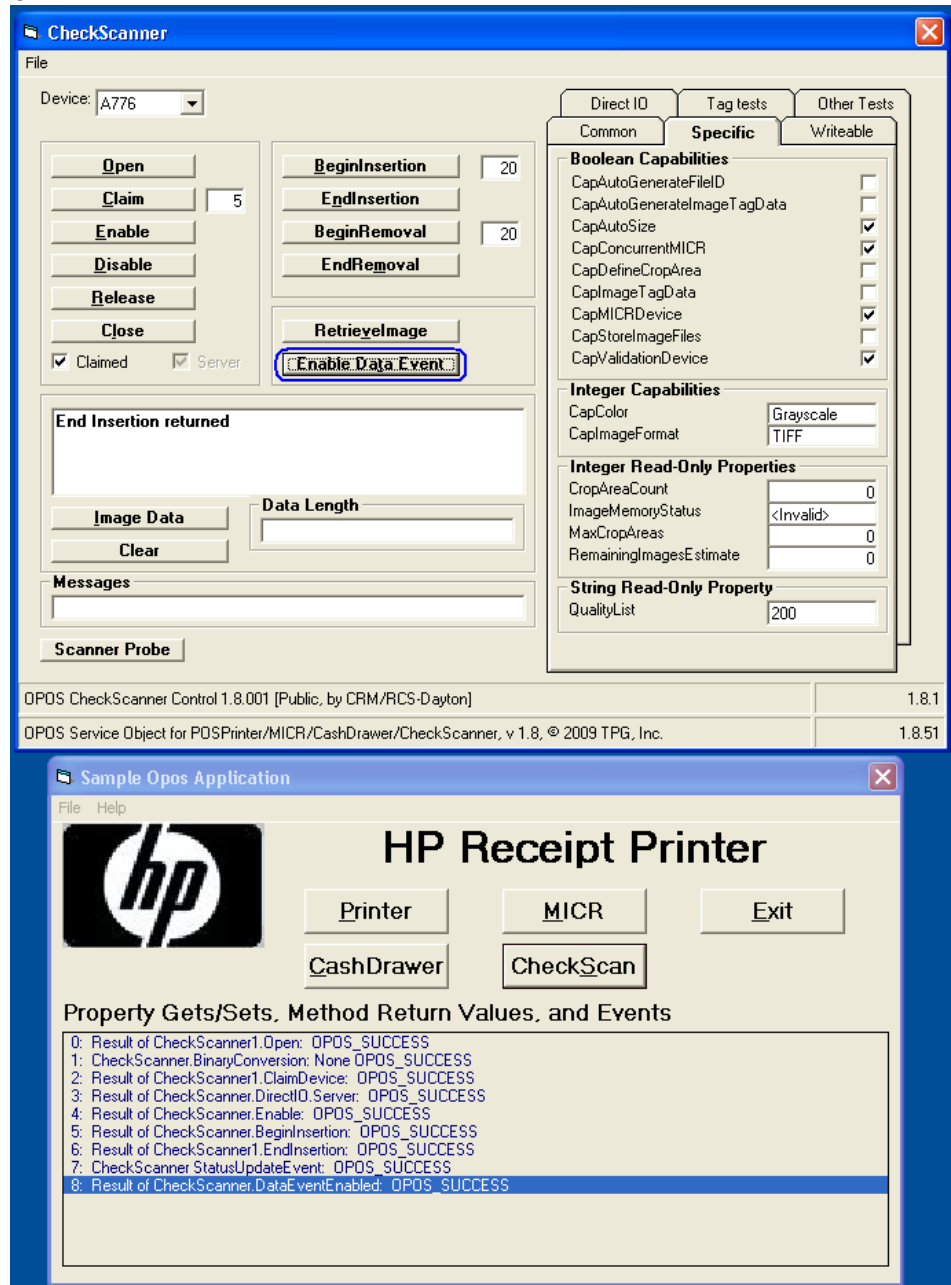 CheckScanner
File
Device: A776
Open
Claim 5
Enable
Disable
Release
Close
Claimed Server
BeginInsertion 20
EndInsertion
BeginRemoval 20
EndRemoval
RetrieveImage
Enable Data Event
End Insertion returned
Image Data
Clear
Data Length
Messages
Scanner Probe
Direct IO Tag tests Other Tests
Common Specific Writeable
Boolean Capabilities
CapAutoGenerateFileID
CapAutoGenerateImageTagData
CapAutoSize
CapConcurrentMICR
CapDefineCropArea
CapImageTagData
CapMICRDevice
CapStoreImageFiles
CapValidationDevice
Integer Capabilities
CapColor Grayscale
CapImageFormat TIFF
Integer Read-Only Properties
CropAreaCount 0
ImageMemoryStatus <Invalid>
MaxCropAreas 0
RemainingImagesEstimate 0
String Read-Only Property
QualityList 200
OPOS CheckScanner Control 1.8.001 [Public, by CRM/RCS-Dayton] 1.8.1
OPOS Service Object for POSPrinter/MICR/CashDrawer/CheckScanner, v 1.8, © 2009 TPG, Inc. 1.8.51
Sample Opos Application
File Help
hp
HP Receipt Printer
Printer MICR Exit
CashDrawer CheckScan
Property Gets/Sets, Method Return Values, and Events
0: Result of CheckScanner1.Open: OPOS_SUCCESS
1: CheckScanner.BinaryConversion: None OPOS_SUCCESS
2: Result of CheckScanner1.ClaimDevice: OPOS_SUCCESS
3: Result of CheckScanner.DirectIO.Server: OPOS_SUCCESS
4: Result of CheckScanner.Enable: OPOS_SUCCESS
5: Result of CheckScanner.BeginInsertion: OPOS_SUCCESS
6: Result of CheckScanner1.EndInsertion: OPOS_SUCCESS
7: CheckScanner StatusUpdateEvent: OPOS_SUCCESS
8: Result of CheckScanner.DataEventEnabled: OPOS_SUCCESS